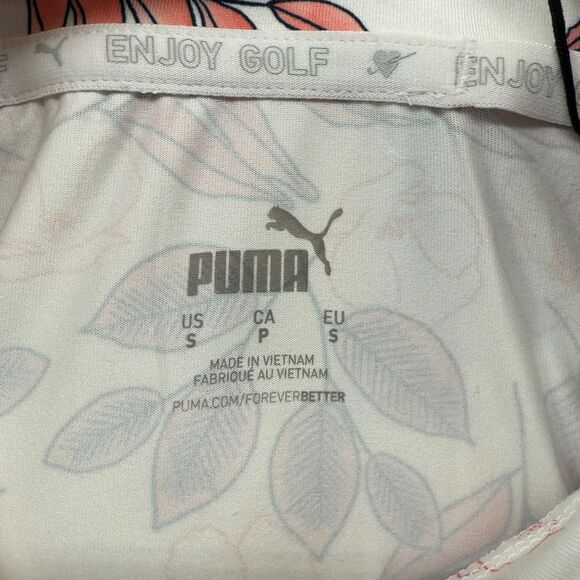 ENJOY GOLF ENJOY
PUMA
US CA EU
S P S
MADE IN VIETNAM
FABRIQUÉ AU VIETNAM
PUMA.COM/FOREVERBETTER